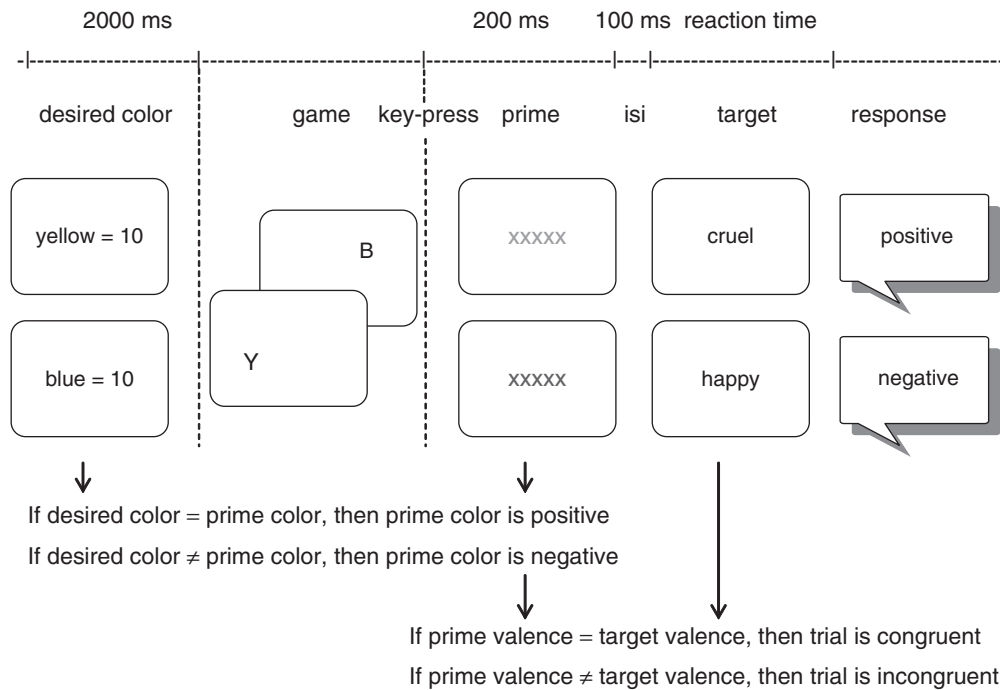 2000 ms 200 ms 100 ms reaction time
desired color game key-press prime isi target response
yellow = 10 B xxxxx cruel positive
blue = 10 Y xxxxx happy negative
If desired color = prime color, then prime color is positive
If desired color ≠ prime color, then prime color is negative
If prime valence = target valence, then trial is congruent
If prime valence ≠ target valence, then trial is incongruent